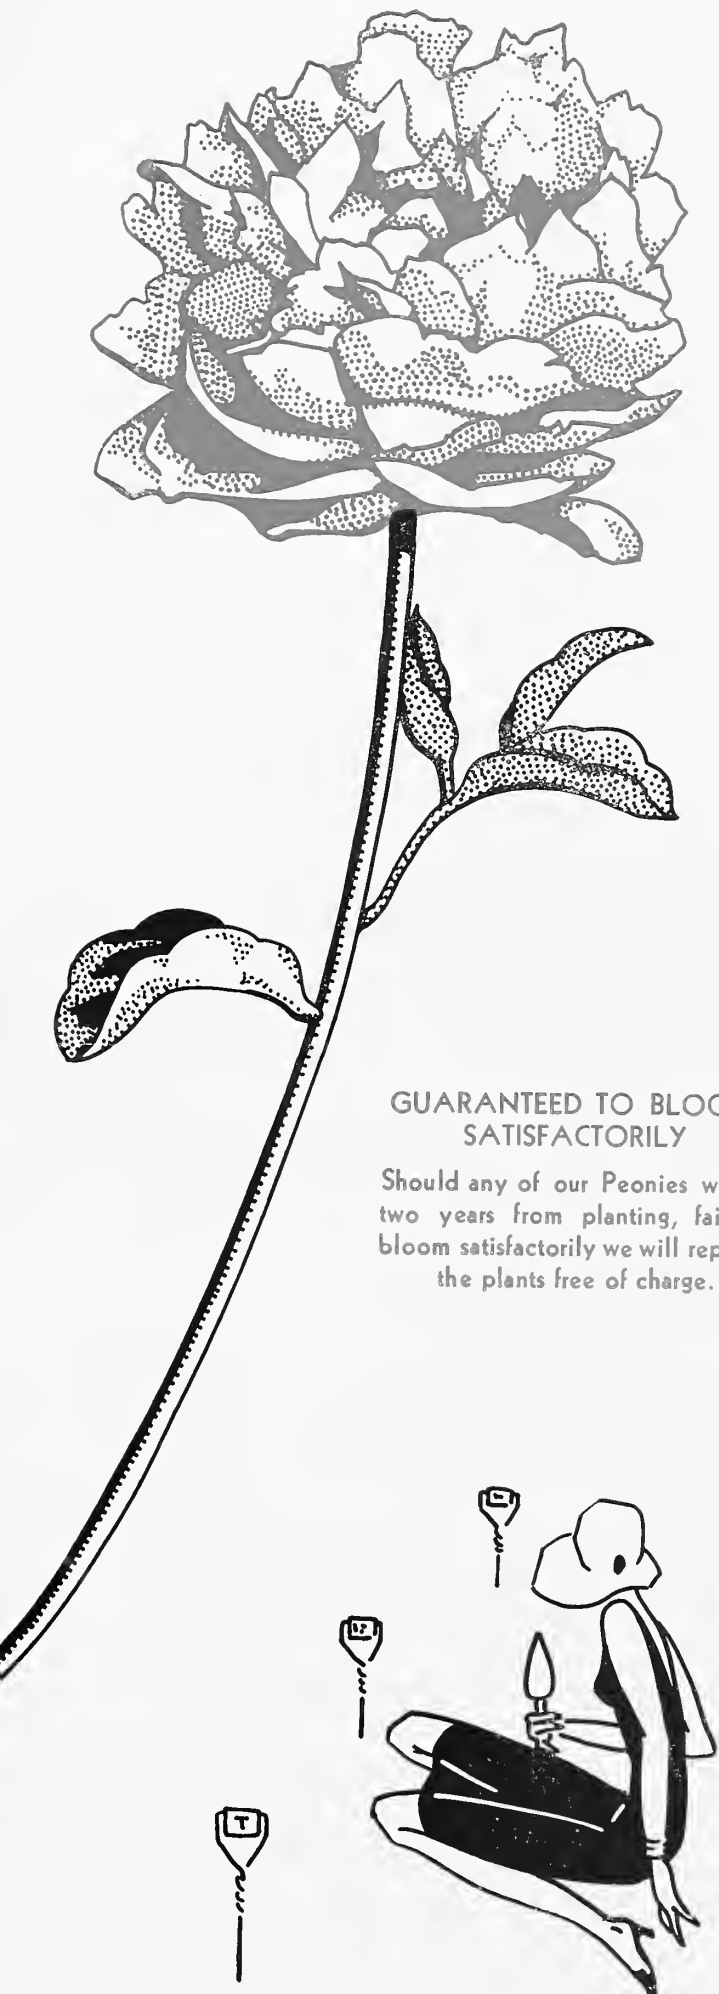 GUARANTEED TO BLOO
SATISFACTORILY
Should any of our Peonies w
two years from planting, fai
bloom satisfactorily we will rep
the plants free of charge.
T